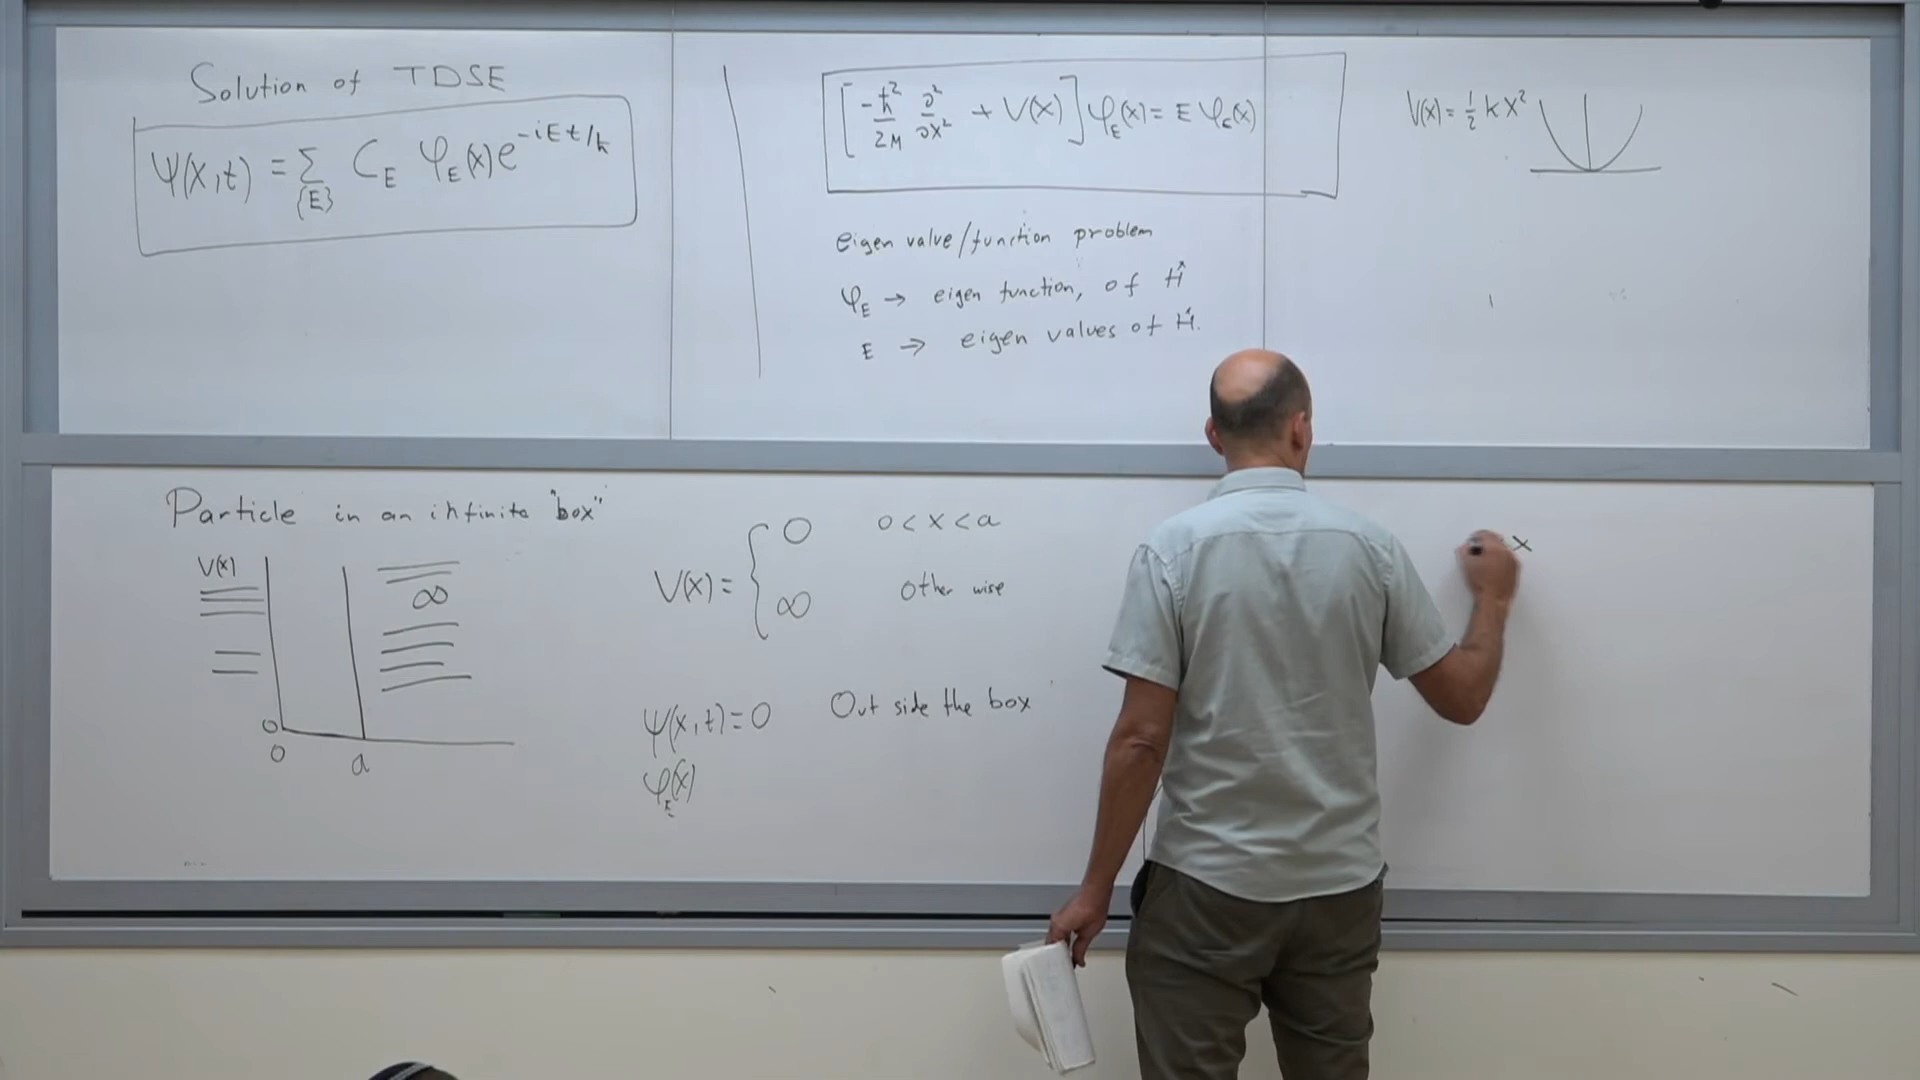 Solution of TDSE
Ψ(x,t) = Σ_{E} C_E φ_E(x) e^{-iEt/ħ}
[-ħ²/2M ∂²/∂x² + V(x)] φ_E(x) = E φ_E(x)
eigen value/function problem
φ_E → eigen function, of Ĥ
E → eigen values of Ĥ.
V(x) = ½ k x²
Particle in an infinite "box"
V(x)
∞
0
0 a
V(x) = { 0 0 < x < a
∞ other wise
ψ(x,t) = 0 Out side the box
φ_E(x)
x